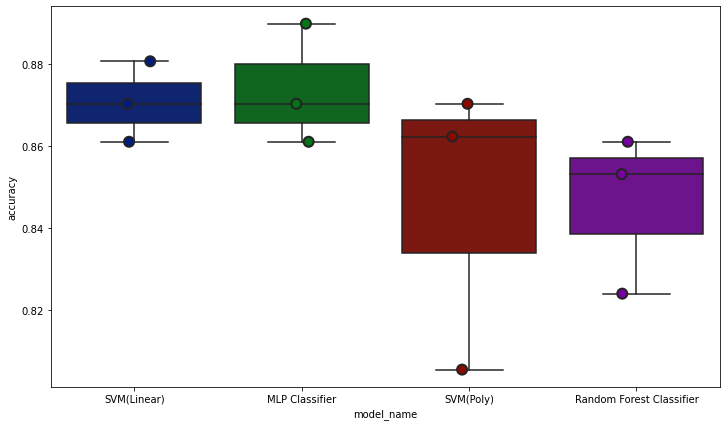 0.88
0.86
0.84
0.82
accuracy
SVM(Linear)
MLP Classifier
SVM(Poly)
Random Forest Classifier
model_name